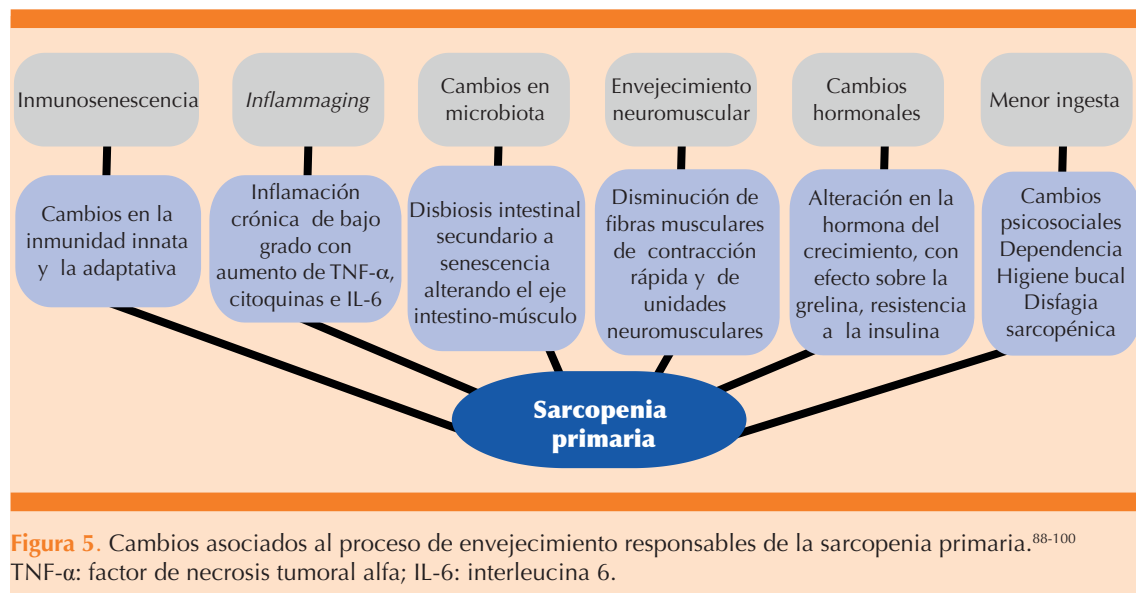 Inmunosenescencia
Inflammaging
Cambios en
microbiota
Envejecimiento
neuromuscular
Cambios
hormonales
Menor ingesta
Cambios en la
inmunidad innata
y la adaptativa
Inflamación
crónica de bajo
grado con
aumento de TNF-α,
citoquinas e IL-6
Disbiosis intestinal
secundario a
senescencia
alterando el eje
intestino-músculo
Disminución de
fibras musculares
de contracción
rápida y de
unidades
neuromusculares
Alteración en la
hormona del
crecimiento, con
efecto sobre la
grelina, resistencia
a la insulina
Cambios
psicosociales
Dependencia
Higiene bucal
Disfagia
sarcopénica
Sarcopenia
primaria
Figura 5. Cambios asociados al proceso de envejecimiento responsables de la sarcopenia primaria.88-100
TNF-α: factor de necrosis tumoral alfa; IL-6: interleucina 6.